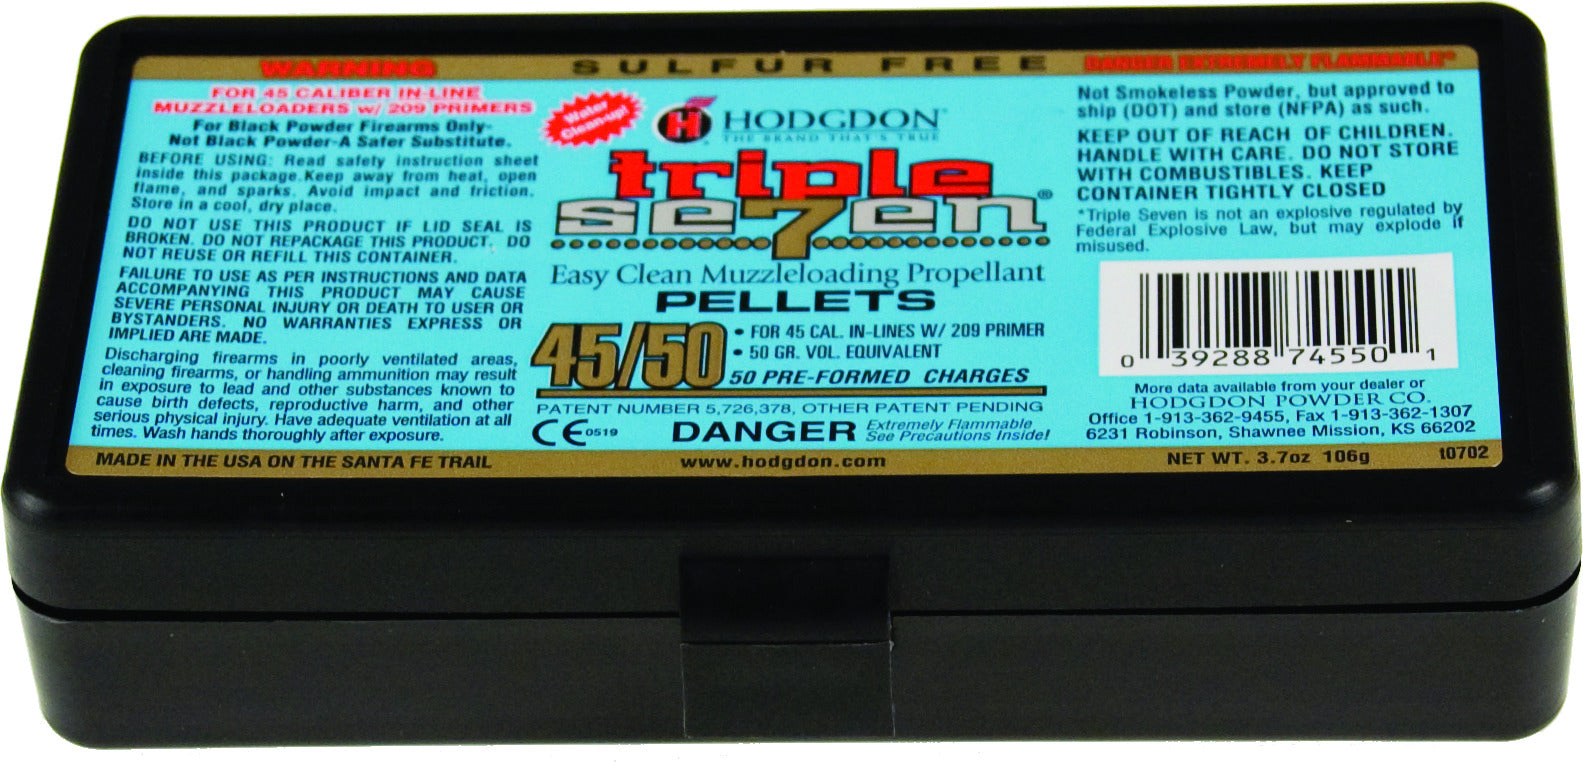 WARNING
FOR 45 CALIBER IN-LINE
MUZZLELOADERS w/ 209 PRIMERS
For Black Powder Firearms Only-
Not Black Powder-A Safer Substitute.
BEFORE USING: Read safety instruction sheet
inside this package.Keep away from heat, open
flame, and sparks. Avoid impact and friction.
Store in a cool, dry place.
DO NOT USE THIS PRODUCT IF LID SEAL IS
BROKEN. DO NOT REPACKAGE THIS PRODUCT. DO
NOT REUSE OR REFILL THIS CONTAINER.
FAILURE TO USE AS PER INSTRUCTIONS AND DATA
ACCOMPANYING THIS PRODUCT MAY CAUSE
SEVERE PERSONAL INJURY OR DEATH TO USER OR
BYSTANDERS. NO WARRANTIES EXPRESS OR
IMPLIED ARE MADE.
Discharging firearms in poorly ventilated areas,
cleaning firearms, or handling ammunition may result
in exposure to lead and other substances known to
cause birth defects, reproductive harm, and other
serious physical injury. Have adequate ventilation at all
times. Wash hands thoroughly after exposure.
MADE IN THE USA ON THE SANTA FE TRAIL
SULFUR FREE
Water
Clean-up!
H HODGDON™
THE BRAND THAT'S TRUE
triple
se7en®
Easy Clean Muzzleloading Propellant
PELLETS
45/50
• FOR 45 CAL. IN-LINES W/ 209 PRIMER
• 50 GR. VOL. EQUIVALENT
50 PRE-FORMED CHARGES
PATENT NUMBER 5,726,378, OTHER PATENT PENDING
CE 0519 DANGER Extremely Flammable
See Precautions Inside!
www.hodgdon.com
DANGER EXTREMELY FLAMMABLE*
Not Smokeless Powder, but approved to
ship (DOT) and store (NFPA) as such.
KEEP OUT OF REACH OF CHILDREN.
HANDLE WITH CARE. DO NOT STORE
WITH COMBUSTIBLES. KEEP
CONTAINER TIGHTLY CLOSED
*Triple Seven is not an explosive regulated by
Federal Explosive Law, but may explode if
misused.
0 39288 74550 1
More data available from your dealer or
HODGDON POWDER CO.
Office 1-913-362-9455, Fax 1-913-362-1307
6231 Robinson, Shawnee Mission, KS 66202
NET WT. 3.7oz 106g t0702